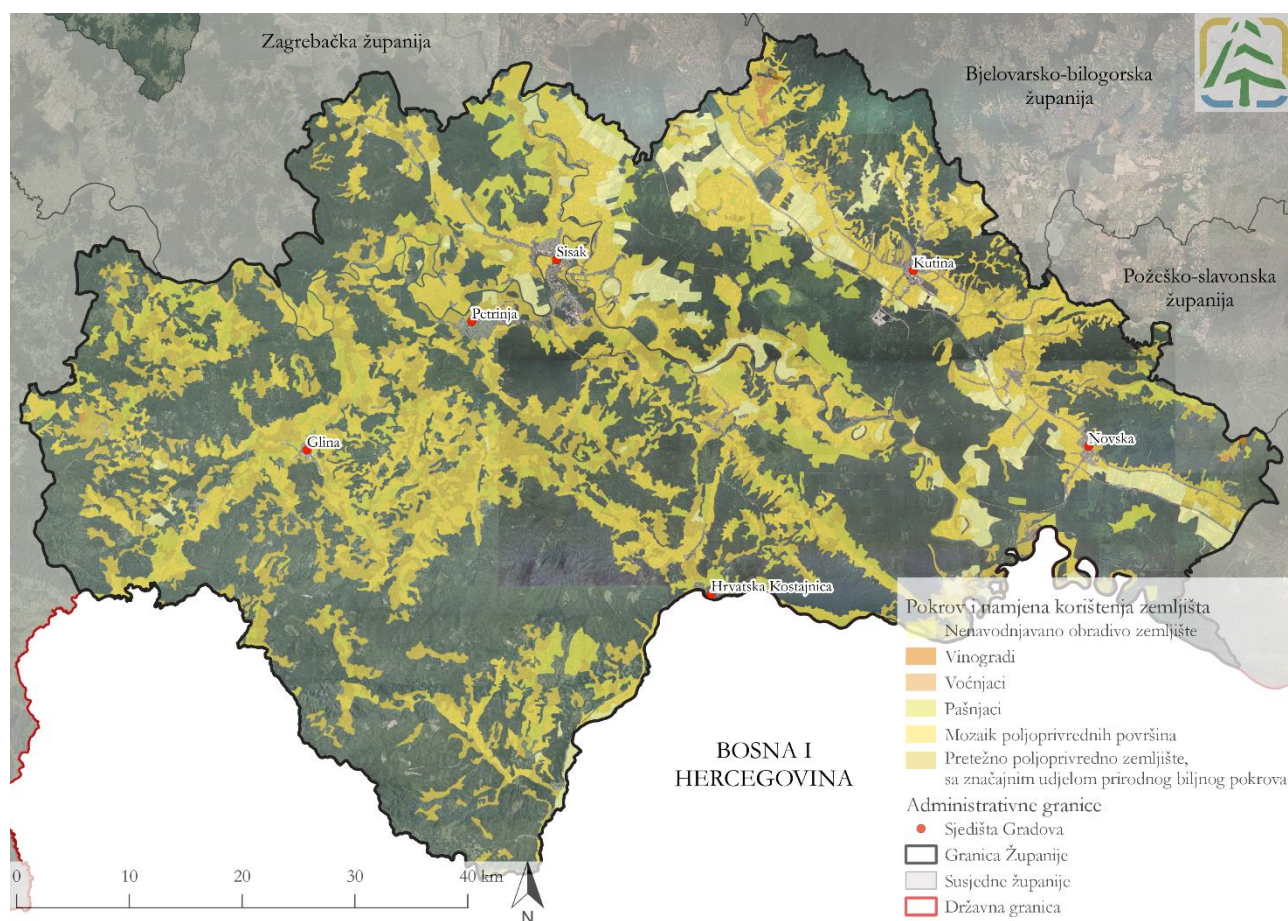 Zagrebačka županija
Bjelovarsko-bilogorska
županija
Požeško-slavonska
županija
Sisak
Kutina
Petrinja
Glina
Novska
Hrvatska Kostajnica
BOSNA I
HERCEGOVINA
Pokrov i namjena korištenja zemljišta
Nenavodnjavano obradivo zemljište
Vinogradi
Voćnjaci
Pašnjaci
Mozaik poljoprivrednih površina
Pretežno poljoprivredno zemljište,
sa značajnim udjelom prirodnog biljnog pokrova
Administrativne granice
Sjedišta Gradova
Granica Županije
Susjedne županije
Državna granica
0 10 20 30 40 km
N